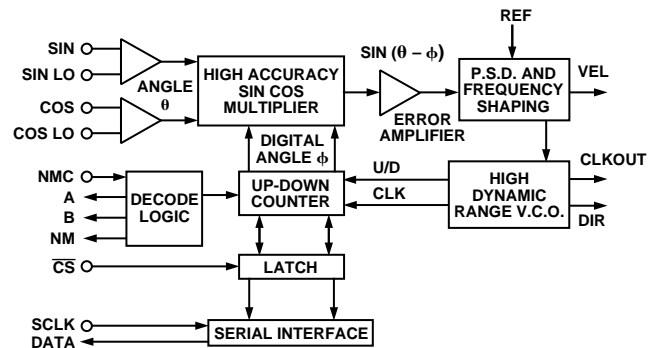 REF
SIN
SIN LO
ANGLE
θ
COS
COS LO
HIGH ACCURACY
SIN COS
MULTIPLIER
SIN (θ – ϕ)
ERROR
AMPLIFIER
P.S.D. AND
FREQUENCY
SHAPING
VEL
DIGITAL
ANGLE ϕ
NMC
A
B
NM
DECODE
LOGIC
UP-DOWN
COUNTER
U/D
CLK
HIGH
DYNAMIC
RANGE V.C.O.
CLKOUT
DIR
C̅S̅
LATCH
SCLK
DATA
SERIAL INTERFACE